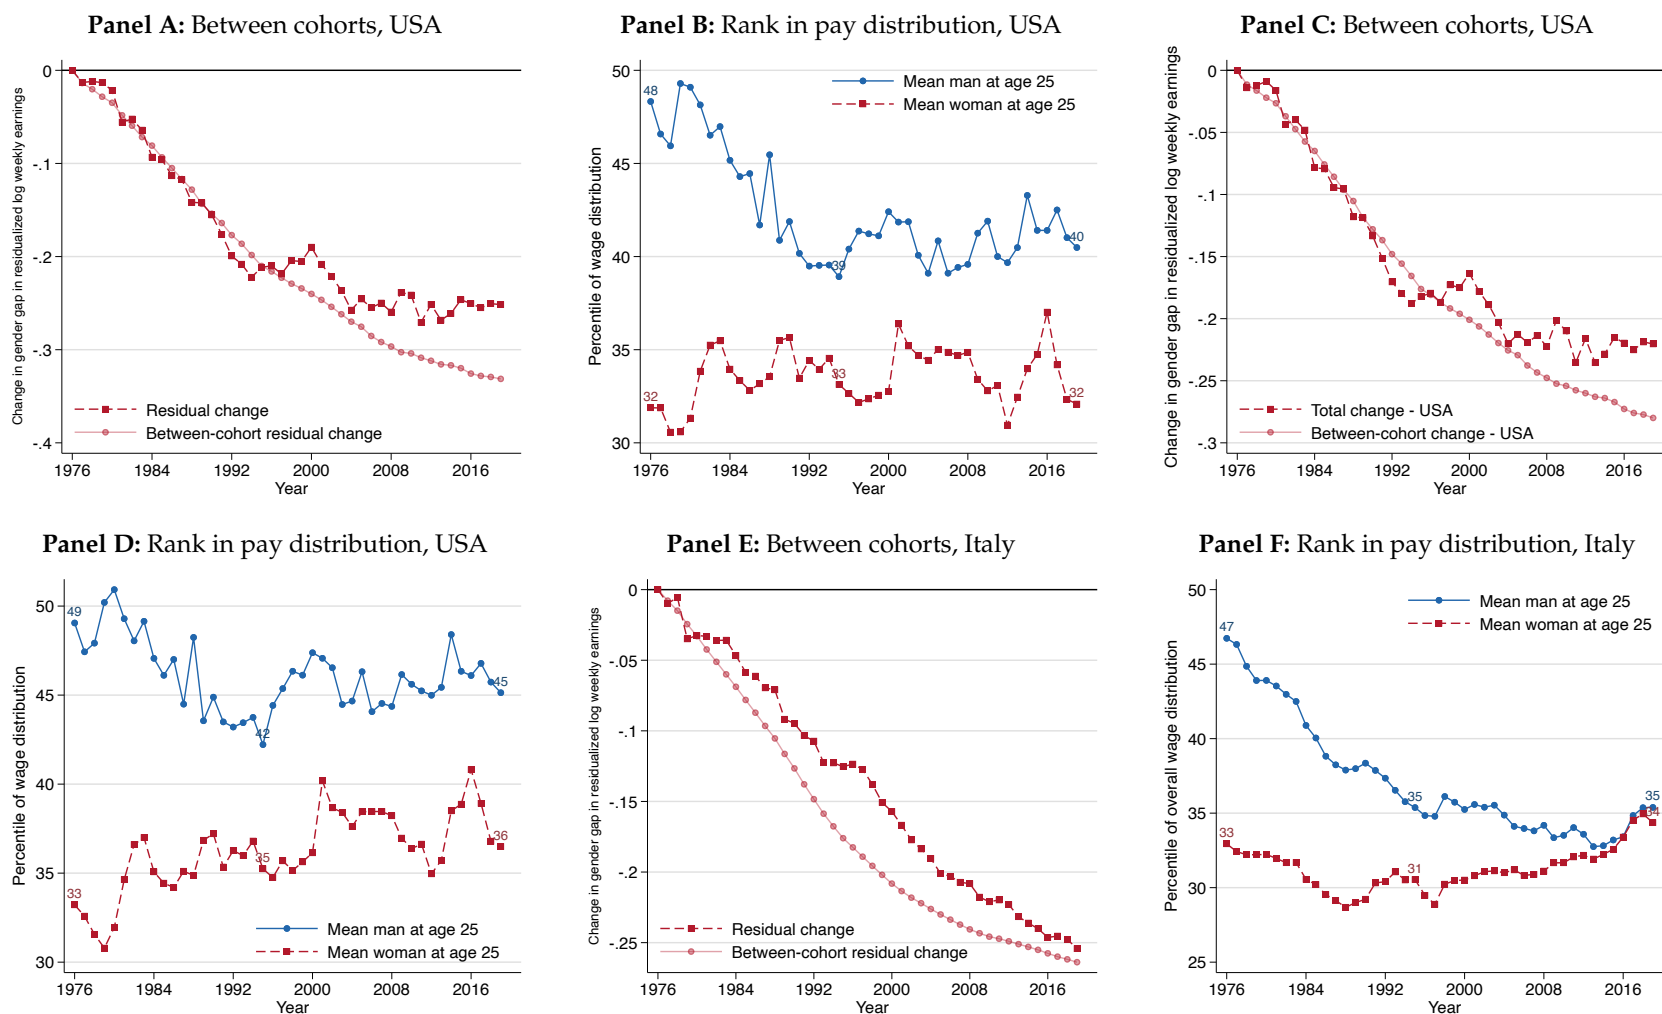 Panel A: Between cohorts, USA
Change in gender gap in residualized log weekly earnings
0
-.1
-.2
-.3
-.4
Residual change
Between-cohort residual change
1976 1984 1992 2000 2008 2016
Year
Panel B: Rank in pay distribution, USA
Percentile of wage distribution
50
45
40
35
30
Mean man at age 25
Mean woman at age 25
48
39
40
32
33
32
1976 1984 1992 2000 2008 2016
Year
Panel C: Between cohorts, USA
Change in gender gap in residualized log weekly earnings
0
-.05
-.1
-.15
-.2
-.25
-.3
Total change - USA
Between-cohort change - USA
1976 1984 1992 2000 2008 2016
Year
Panel D: Rank in pay distribution, USA
Percentile of wage distribution
50
45
40
35
30
49
42
45
33
35
36
Mean man at age 25
Mean woman at age 25
1976 1984 1992 2000 2008 2016
Year
Panel E: Between cohorts, Italy
Change in gender gap in residualized log weekly earnings
0
-.05
-.1
-.15
-.2
-.25
Residual change
Between-cohort residual change
1976 1984 1992 2000 2008 2016
Year
Panel F: Rank in pay distribution, Italy
Percentile of overall wage distribution
50
45
40
35
30
25
Mean man at age 25
Mean woman at age 25
47
35
35
33
31
34
1976 1984 1992 2000 2008 2016
Year